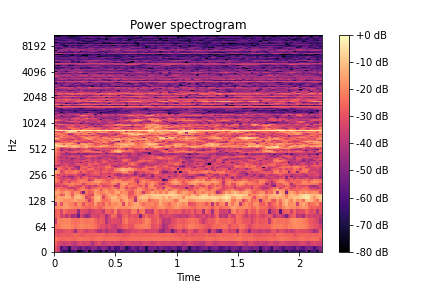 Power spectrogram
8192
4096
2048
1024
512
256
128
64
0
Hz
0
0.5
1
1.5
2
Time
+0 dB
-10 dB
-20 dB
-30 dB
-40 dB
-50 dB
-60 dB
-70 dB
-80 dB